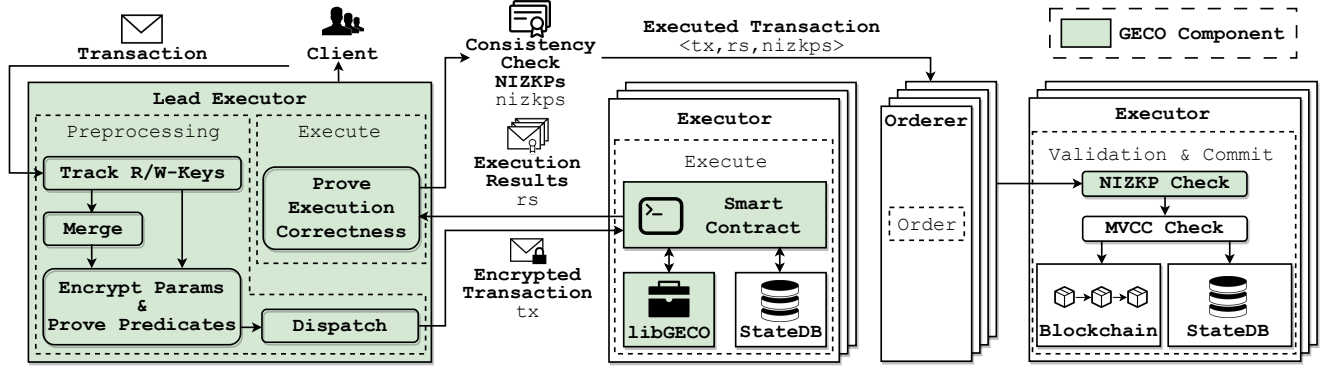 Transaction
Client
Consistency
Check
NIZKPs
nizkps
Executed Transaction
<tx,rs,nizkps>
GECO Component
Lead Executor
Preprocessing
Execute
Track R/W-Keys
Merge
Encrypt Params
&
Prove Predicates
Prove
Execution
Correctness
Dispatch
Execution
Results
rs
Encrypted
Transaction
tx
Executor
Execute
Smart
Contract
libGECO
StateDB
Orderer
Order
Executor
Validation & Commit
NIZKP Check
MVCC Check
Blockchain
StateDB